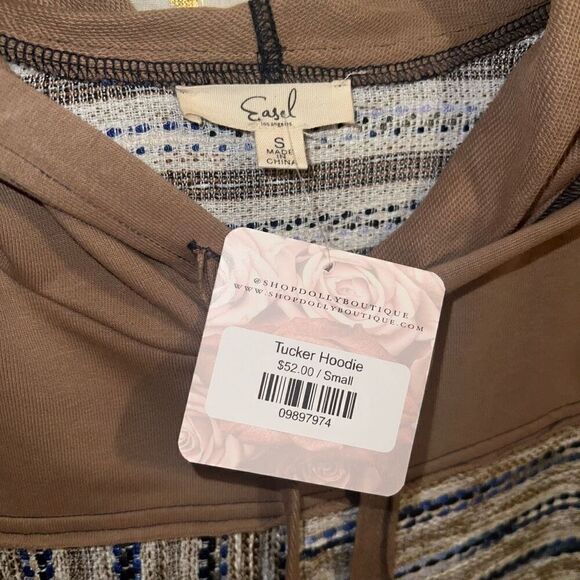 Easel
los angeles
S
MADE
IN
CHINA
@SHOPDOLLYBOUTIQUE
WWW.SHOPDOLLYBOUTIQUE.COM
Tucker Hoodie
$52.00 / Small
09897974